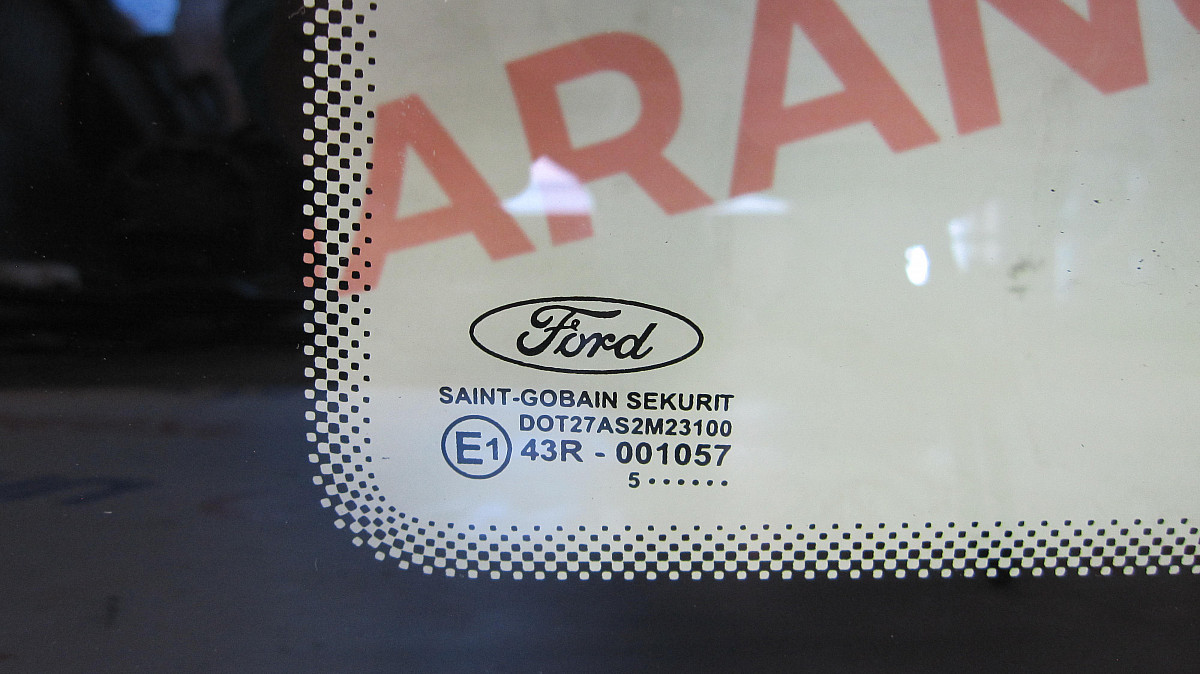 ARAN
Ford
SAINT-GOBAIN SEKURIT
DOT27AS2M23100
E1 43R - 001057
5······